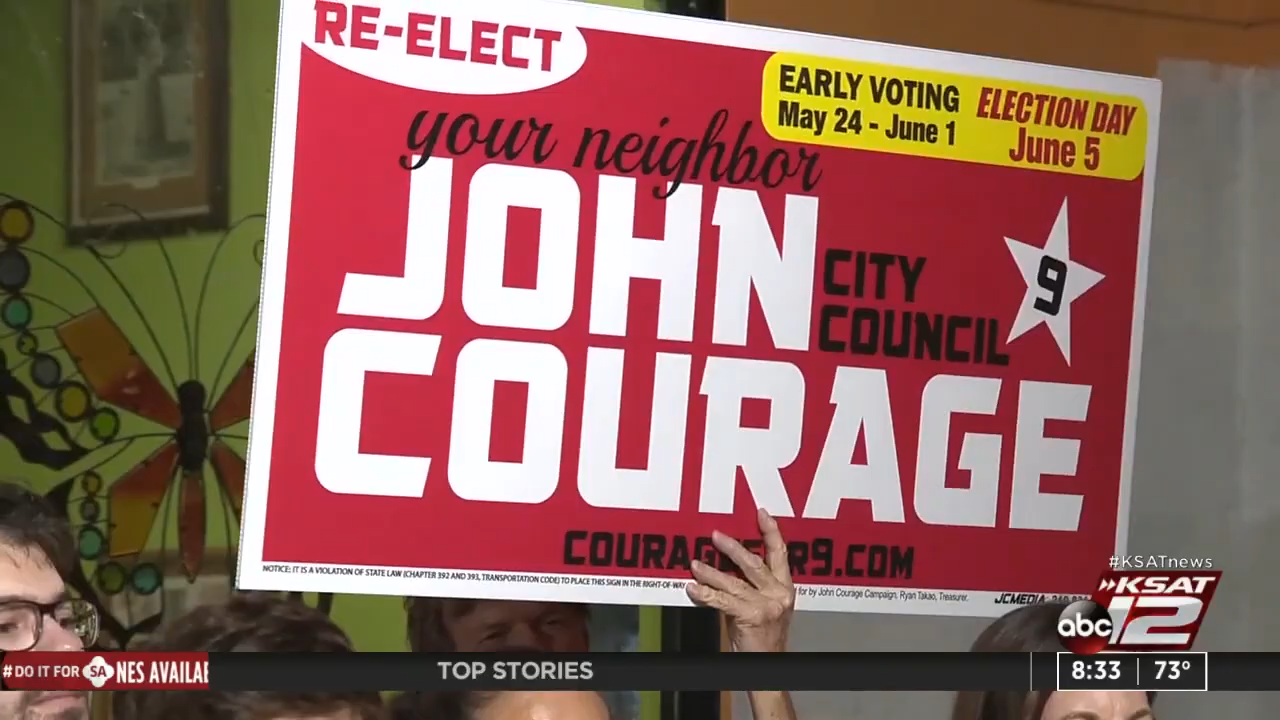 RE-ELECT
EARLY VOTING
May 24 - June 1
ELECTION DAY
June 5
your neighbor
JOHN
CITY
COUNCIL
9
COURAGE
NOTICE: IT IS A VIOLATION OF STATE LAW (CHAPTER 392 AND 393, TRANSPORTATION CODE) TO PLACE THIS SIGN IN THE RIGHT-OF-WAY
for by John Courage Campaign, Ryan Takao, Treasurer.
JCMEDIA
#KSATnews
KSAT
abc 12
#DO IT FOR SA NES AVAILA
TOP STORIES
8:33 73°